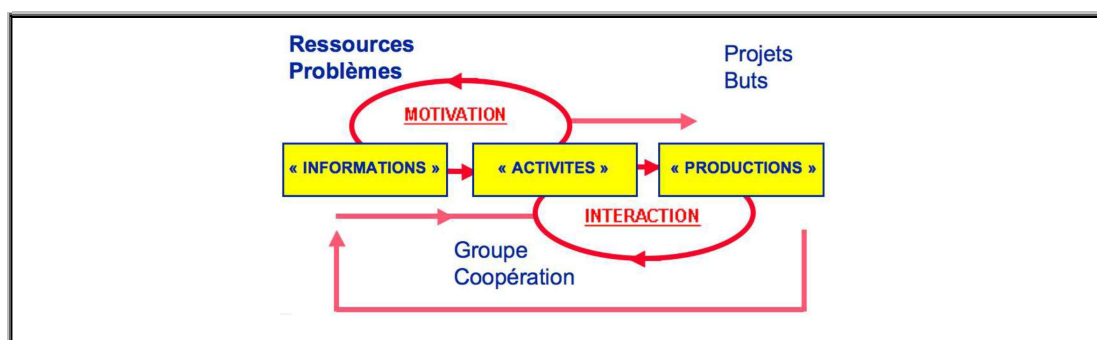 Ressources
Problèmes
Projets
Buts
MOTIVATION
« INFORMATIONS »
« ACTIVITES »
« PRODUCTIONS »
INTERACTION
Groupe
Coopération